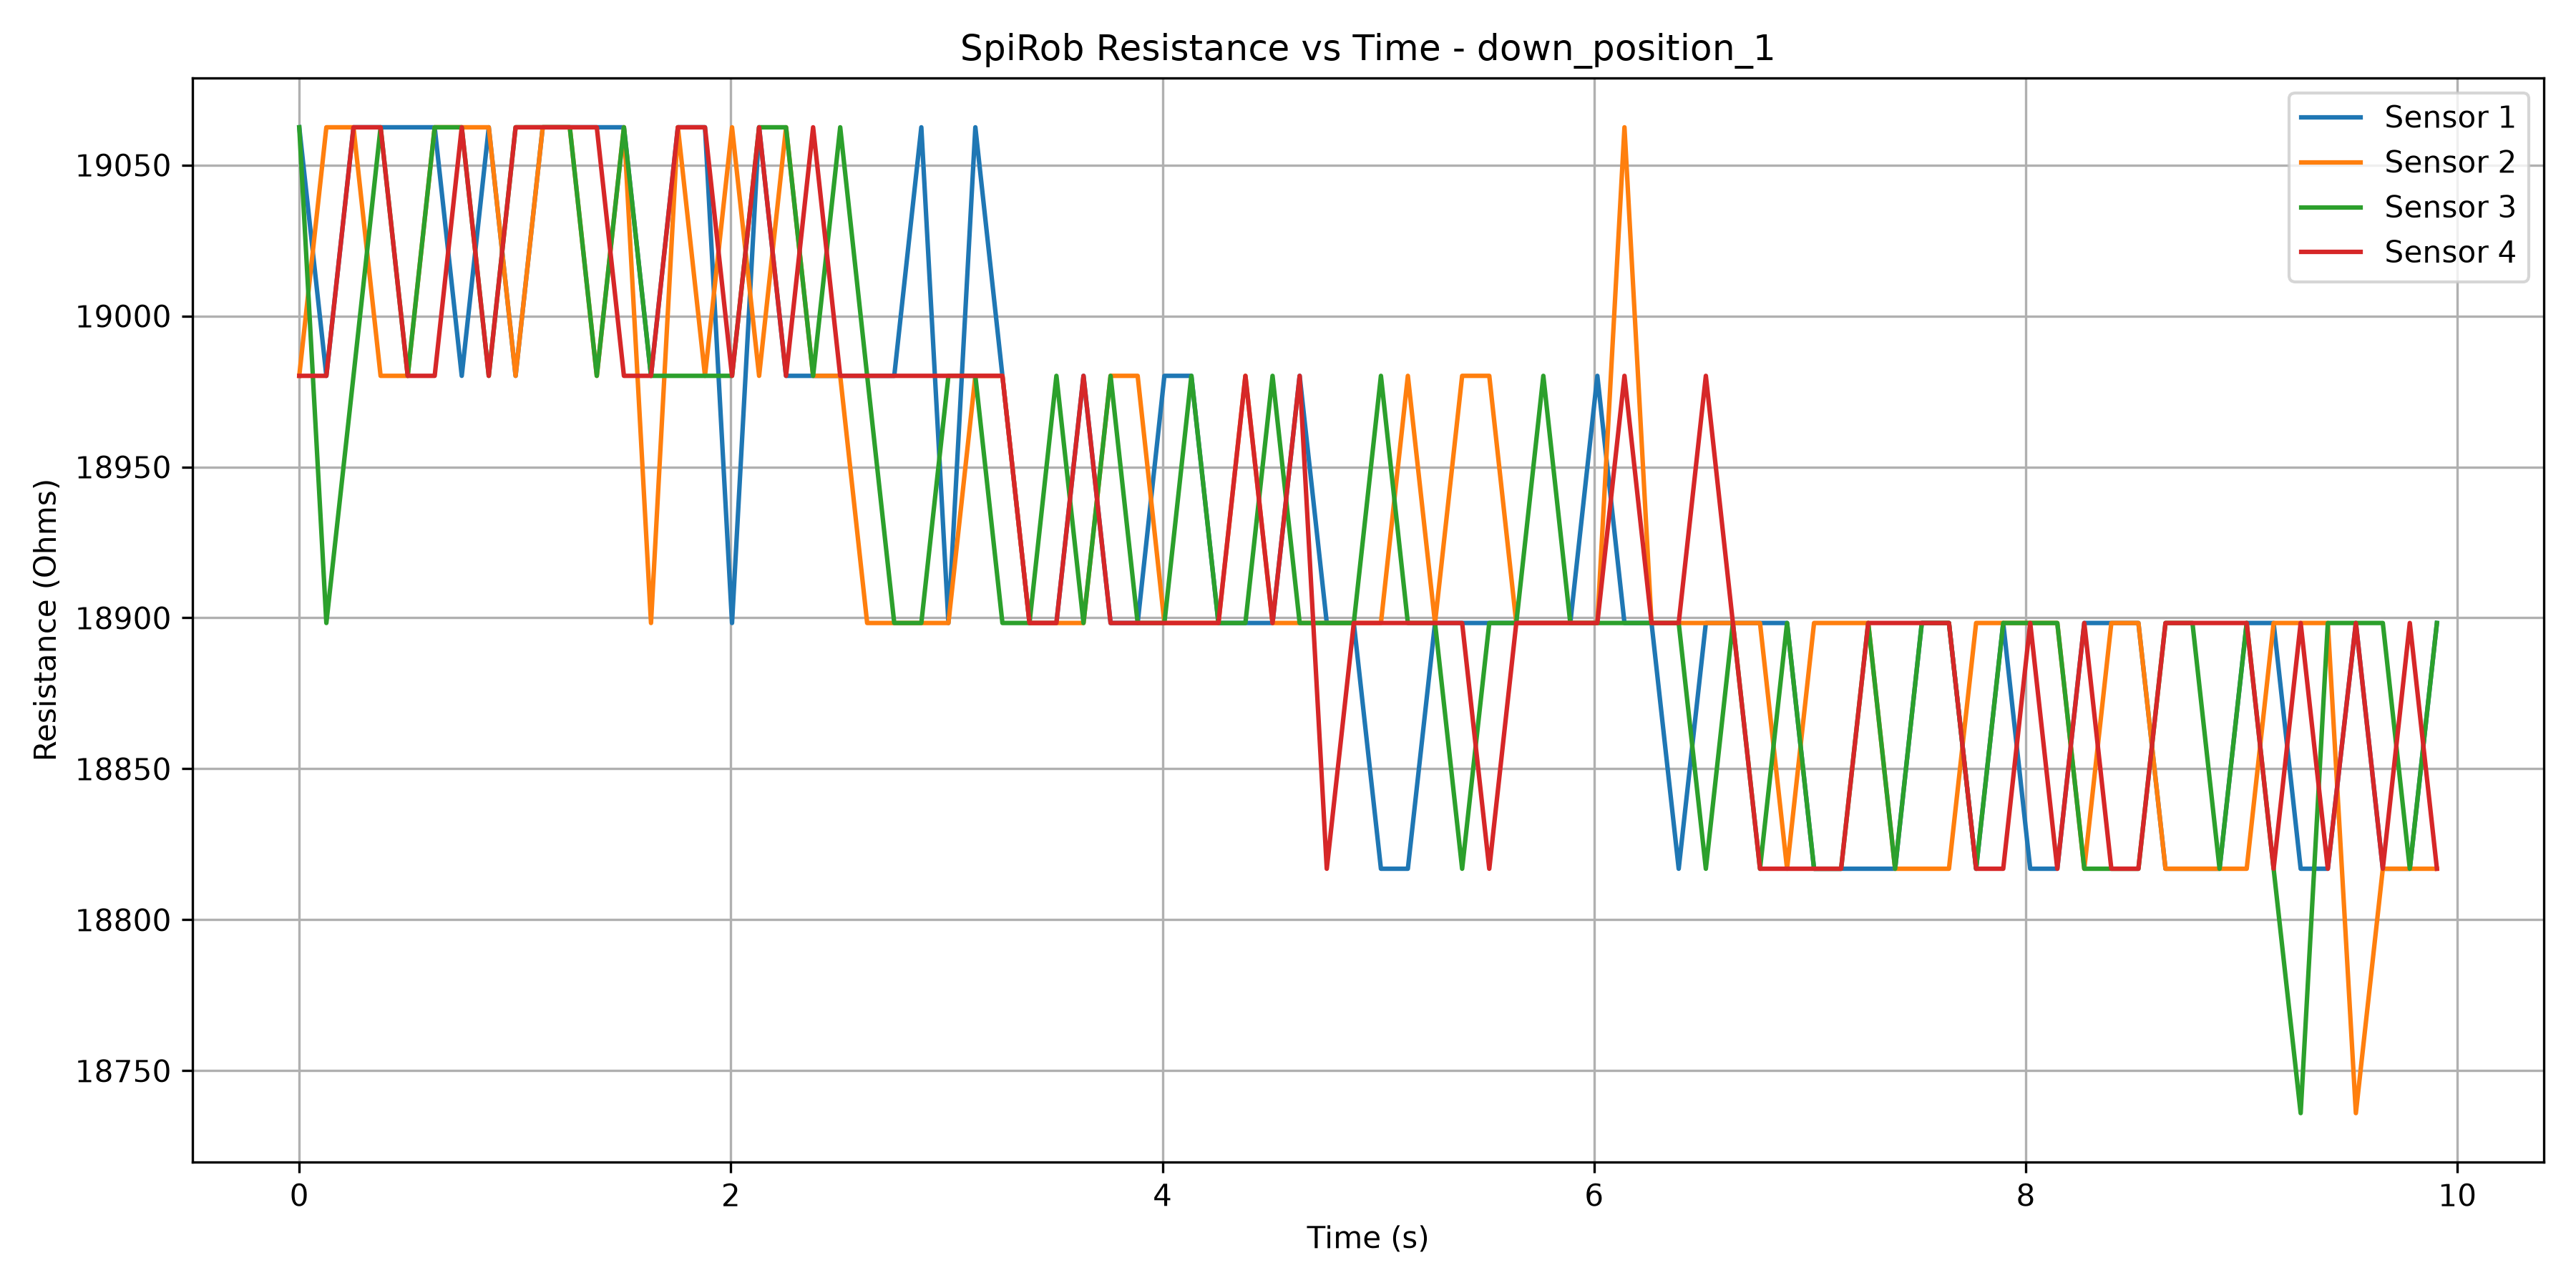 SpiRob Resistance vs Time - down_position_1
Sensor 1
Sensor 2
Sensor 3
Sensor 4
19050
19000
18950
18900
18850
18800
18750
Resistance (Ohms)
0 2 4 6 8 10
Time (s)